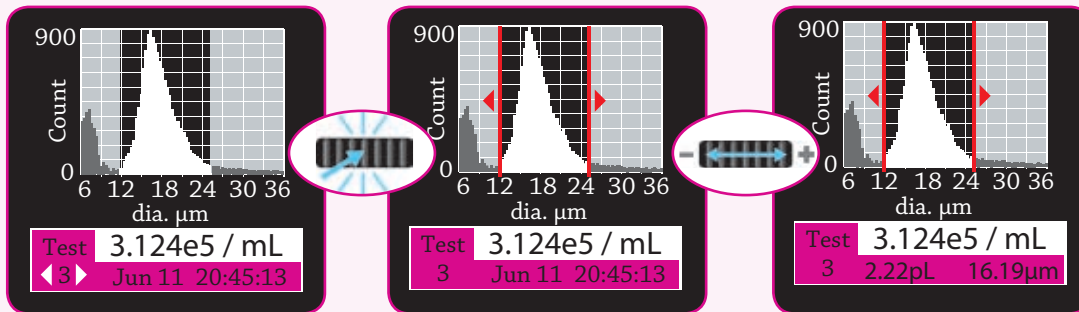 900
Count
0
6 12 18 24 30 36
dia. μm
Test 3.124e5 / mL
3 Jun 11 20:45:13
900
Count
0
6 12 18 24 30 36
dia. μm
Test 3.124e5 / mL
3 Jun 11 20:45:13
- +
900
Count
0
6 12 18 24 30 36
dia. μm
Test 3.124e5 / mL
3 2.22pL 16.19μm